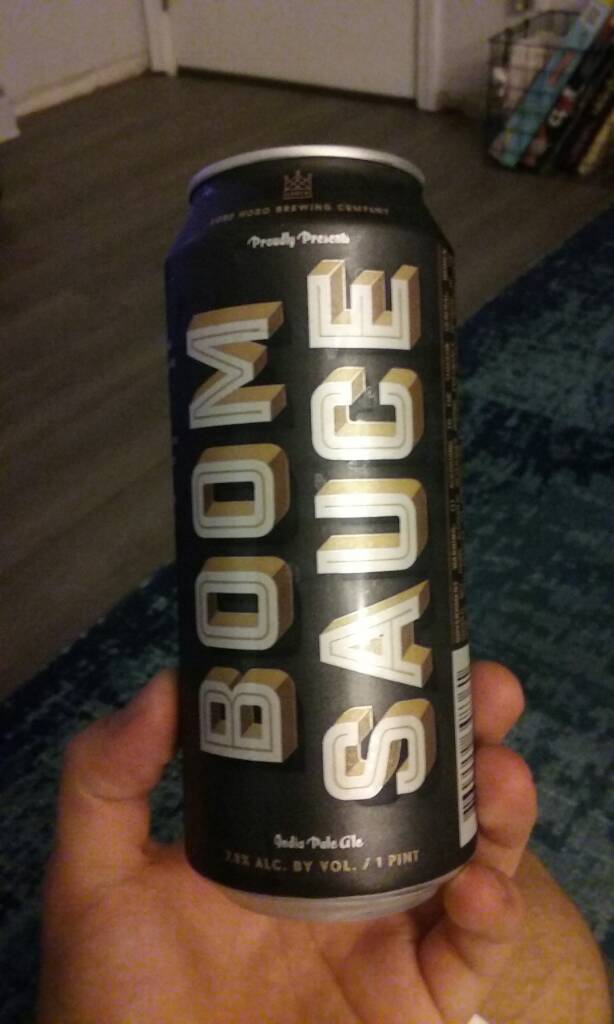 LORD HOBO BREWING COMPANY
Proudly Presents
BOOM
SAUCE
India Pale Ale
7.8% ALC. BY VOL. / 1 PINT